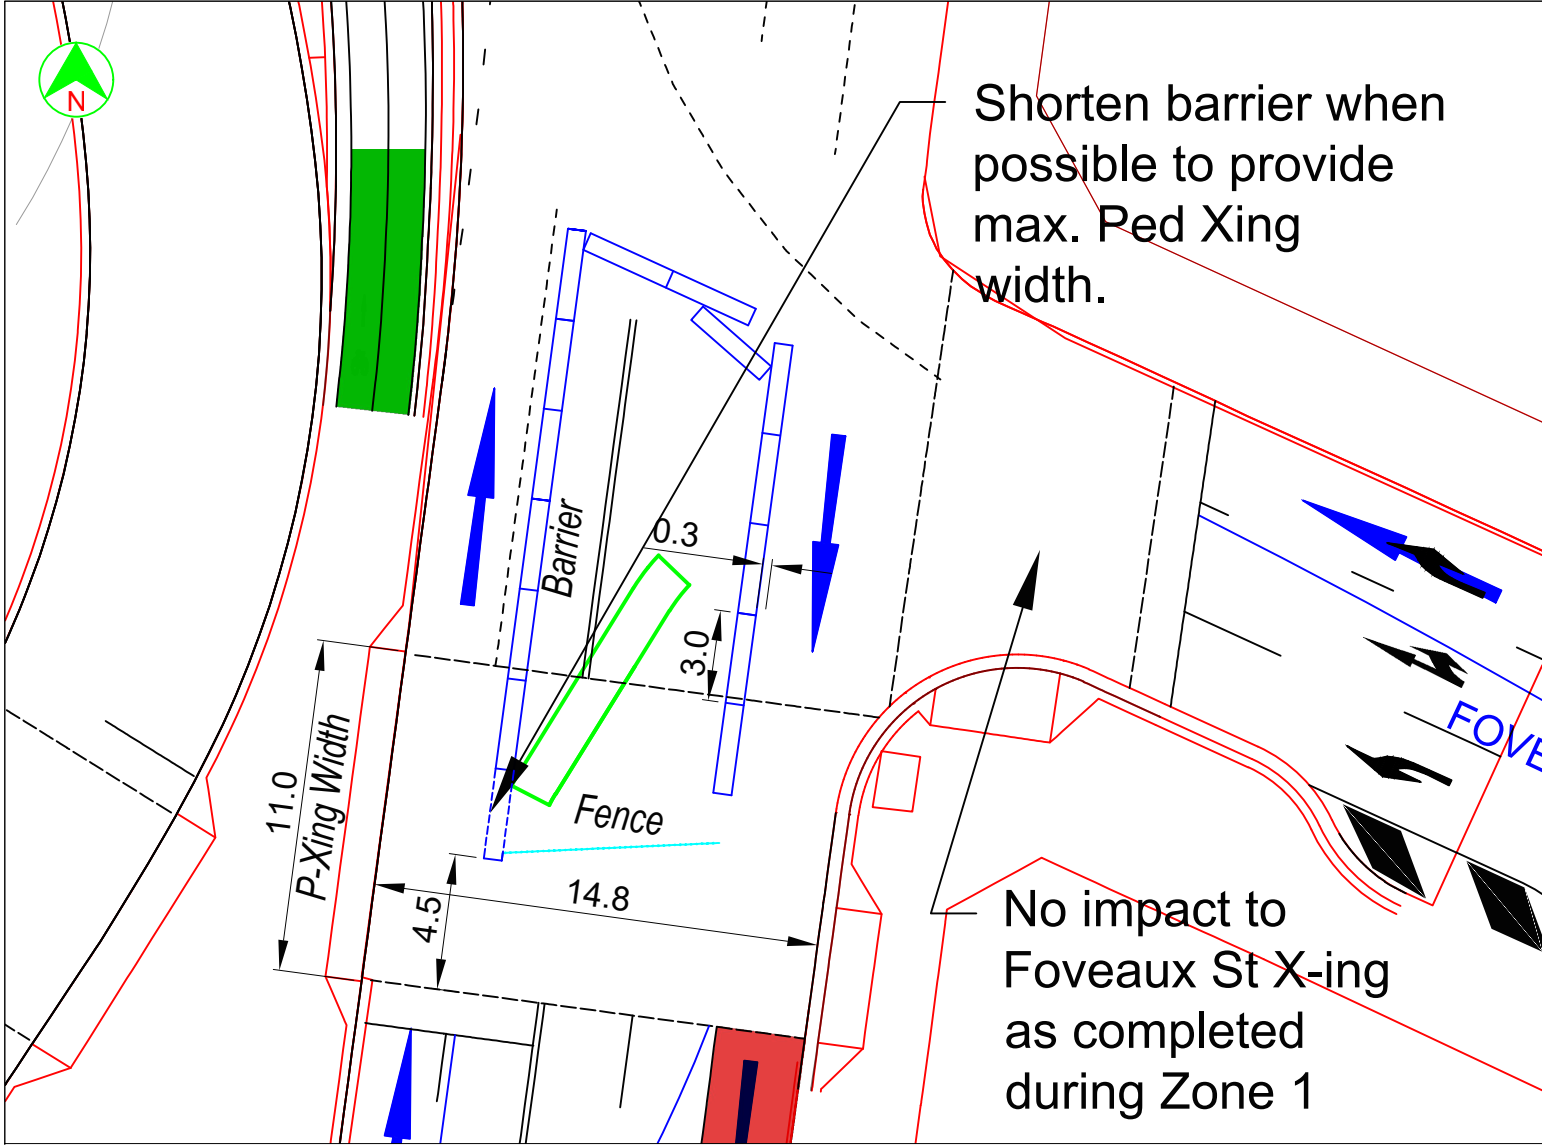 N
Shorten barrier when
possible to provide
max. Ped Xing
width.
Barrier
0.3
3.0
11.0
P-Xing Width
Fence
14.8
4.5
FOVE
No impact to
Foveaux St X-ing
as completed
during Zone 1